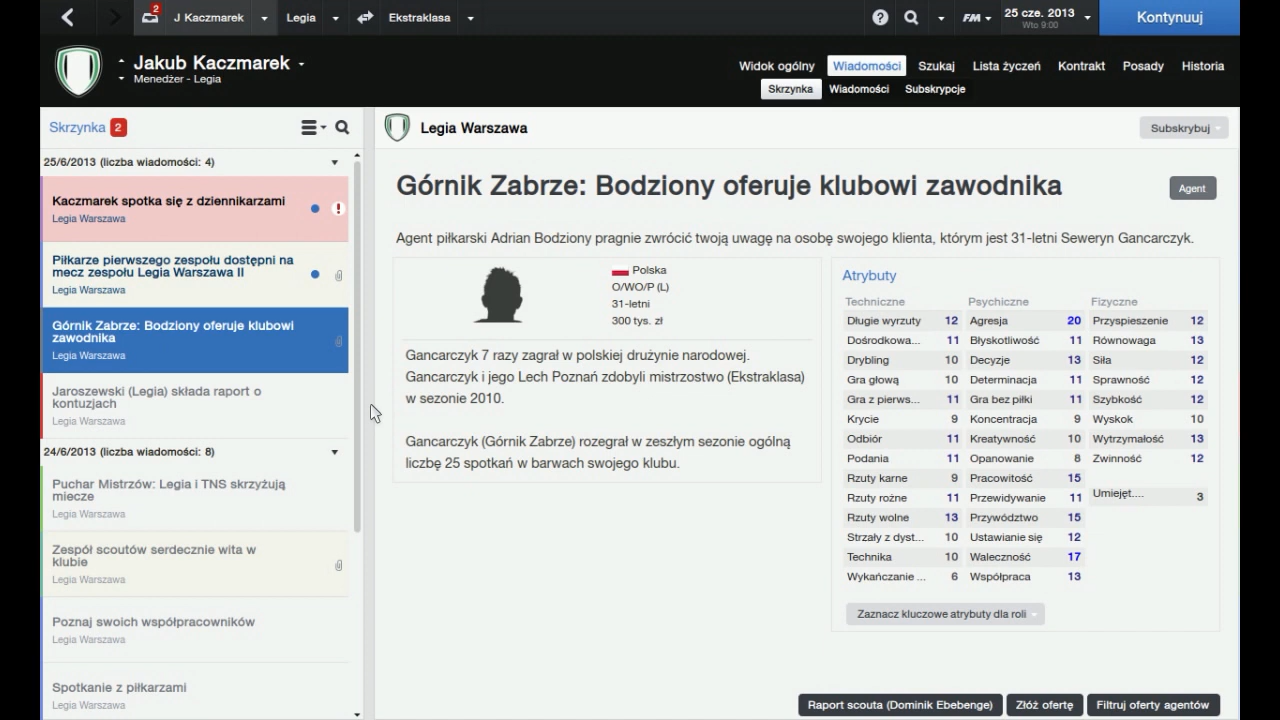 2
J Kaczmarek
Legia
Ekstraklasa
?
FM
25 cze. 2013
Wto 9:00
Kontynuuj
Jakub Kaczmarek
Menedżer - Legia
Widok ogólny
Wiadomości
Szukaj
Lista życzeń
Kontrakt
Posady
Historia
Skrzynka
Wiadomości
Subskrypcje
Skrzynka 2
25/6/2013 (liczba wiadomości: 4)
Kaczmarek spotka się z dziennikarzami
Legia Warszawa
!
Piłkarze pierwszego zespołu dostępni na
mecz zespołu Legia Warszawa II
Legia Warszawa
Górnik Zabrze: Bodziony oferuje klubowi
zawodnika
Legia Warszawa
Jaroszewski (Legia) składa raport o
kontuzjach
Legia Warszawa
24/6/2013 (liczba wiadomości: 8)
Puchar Mistrzów: Legia i TNS skrzyżują
miecze
Legia Warszawa
Zespół scoutów serdecznie wita w
klubie
Legia Warszawa
Poznaj swoich współpracowników
Legia Warszawa
Spotkanie z piłkarzami
Legia Warszawa
Legia Warszawa
Subskrybuj
Górnik Zabrze: Bodziony oferuje klubowi zawodnika
Agent
Agent piłkarski Adrian Bodziony pragnie zwrócić twoją uwagę na osobę swojego klienta, którym jest 31-letni Seweryn Gancarczyk.
Polska
O/WO/P (L)
31-letni
300 tys. zł
Gancarczyk 7 razy zagrał w polskiej drużynie narodowej.
Gancarczyk i jego Lech Poznań zdobyli mistrzostwo (Ekstraklasa)
w sezonie 2010.
Gancarczyk (Górnik Zabrze) rozegrał w zeszłym sezonie ogólną
liczbę 25 spotkań w barwach swojego klubu.
Atrybuty
Techniczne Psychiczne Fizyczne
Długie wyrzuty 12 Agresja 20 Przyspieszenie 12
Dośrodkowa... 11 Błyskotliwość 11 Równowaga 13
Drybling 10 Decyzje 13 Siła 12
Gra głową 10 Determinacja 11 Sprawność 12
Gra z pierws... 11 Gra bez piłki 11 Szybkość 12
Krycie 9 Koncentracja 9 Wyskok 10
Odbiór 11 Kreatywność 10 Wytrzymałość 13
Podania 11 Opanowanie 8 Zwinność 12
Rzuty karne 9 Pracowitość 15
Rzuty rożne 11 Przewidywanie 11 Umiejęt.... 3
Rzuty wolne 13 Przywództwo 15
Strzały z dyst... 10 Ustawianie się 12
Technika 10 Waleczność 17
Wykańczanie ... 6 Współpraca 13
Zaznacz kluczowe atrybuty dla roli
Raport scouta (Dominik Ebebenge)
Złóż ofertę
Filtruj oferty agentów